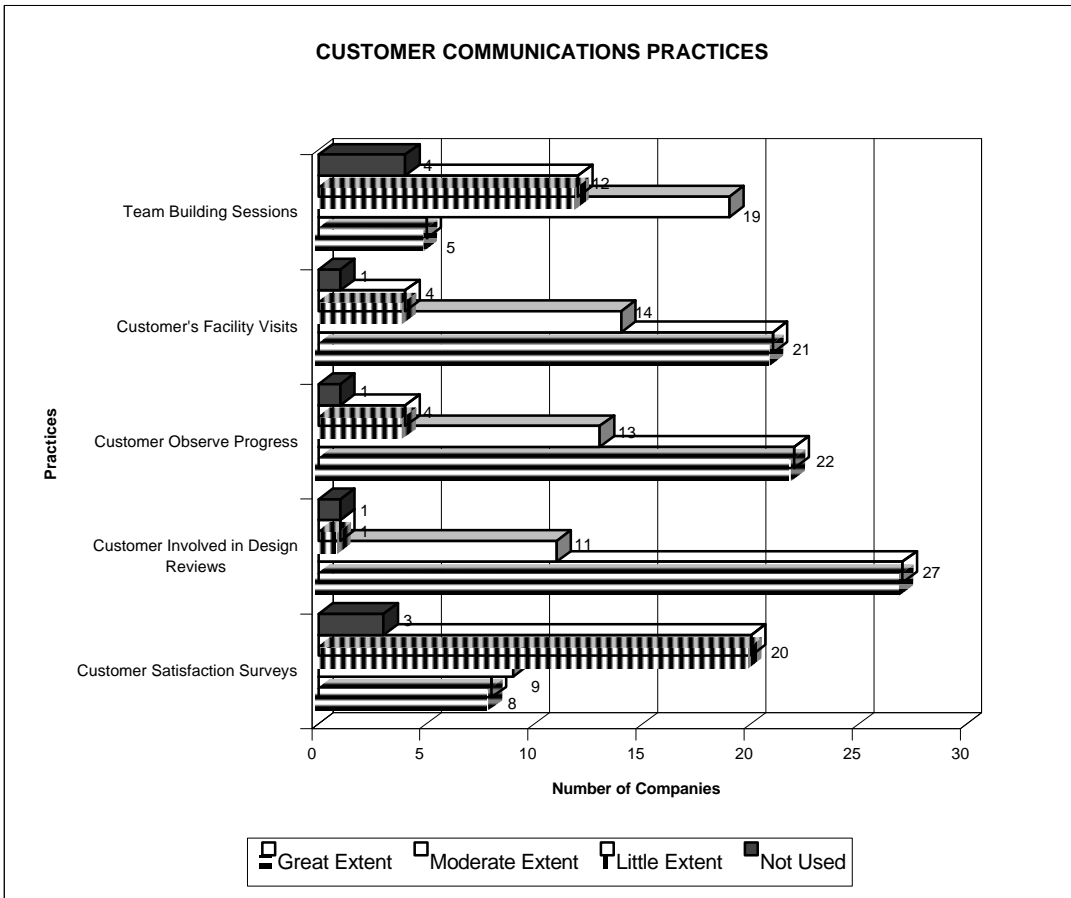 CUSTOMER COMMUNICATIONS PRACTICES
4
12
19
5
Team Building Sessions
1
4
14
21
Customer's Facility Visits
1
4
13
22
Customer Observe Progress
1
1
11
27
Customer Involved in Design
Reviews
3
20
9
8
Customer Satisfaction Surveys
Practices
0 5 10 15 20 25 30
Number of Companies
Great Extent Moderate Extent Little Extent Not Used